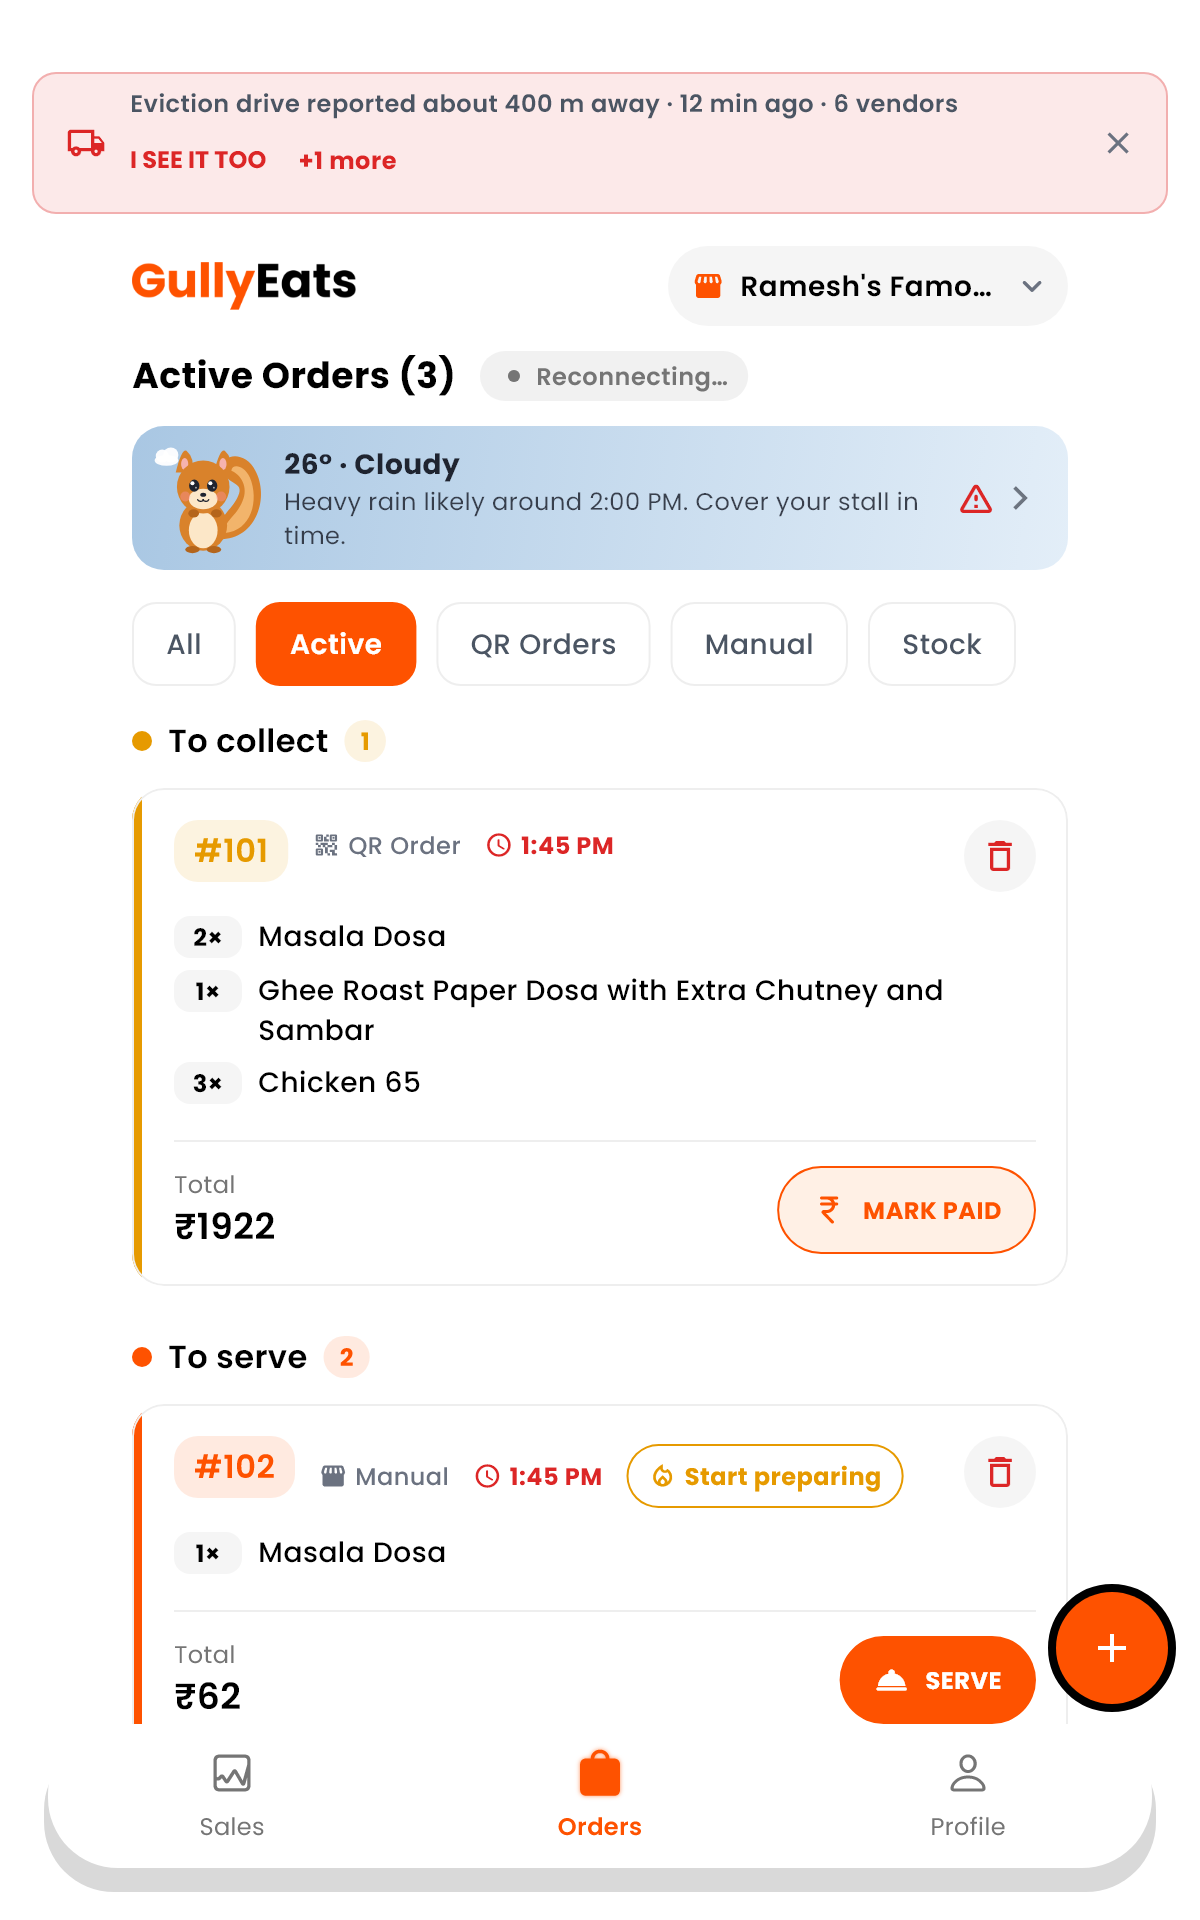 Eviction drive reported about 400 m away · 12 min ago · 6 vendors
I SEE IT TOO +1 more
GullyEats
Ramesh's Famo...
Active Orders (3)
Reconnecting...
26° · Cloudy
Heavy rain likely around 2:00 PM. Cover your stall in
time.
All Active QR Orders Manual Stock
To collect 1
#101 QR Order 1:45 PM
2× Masala Dosa
1× Ghee Roast Paper Dosa with Extra Chutney and
Sambar
3× Chicken 65
Total
₹1922
₹ MARK PAID
To serve 2
#102 Manual 1:45 PM Start preparing
1× Masala Dosa
Total
₹62
SERVE
+
Sales Orders Profile